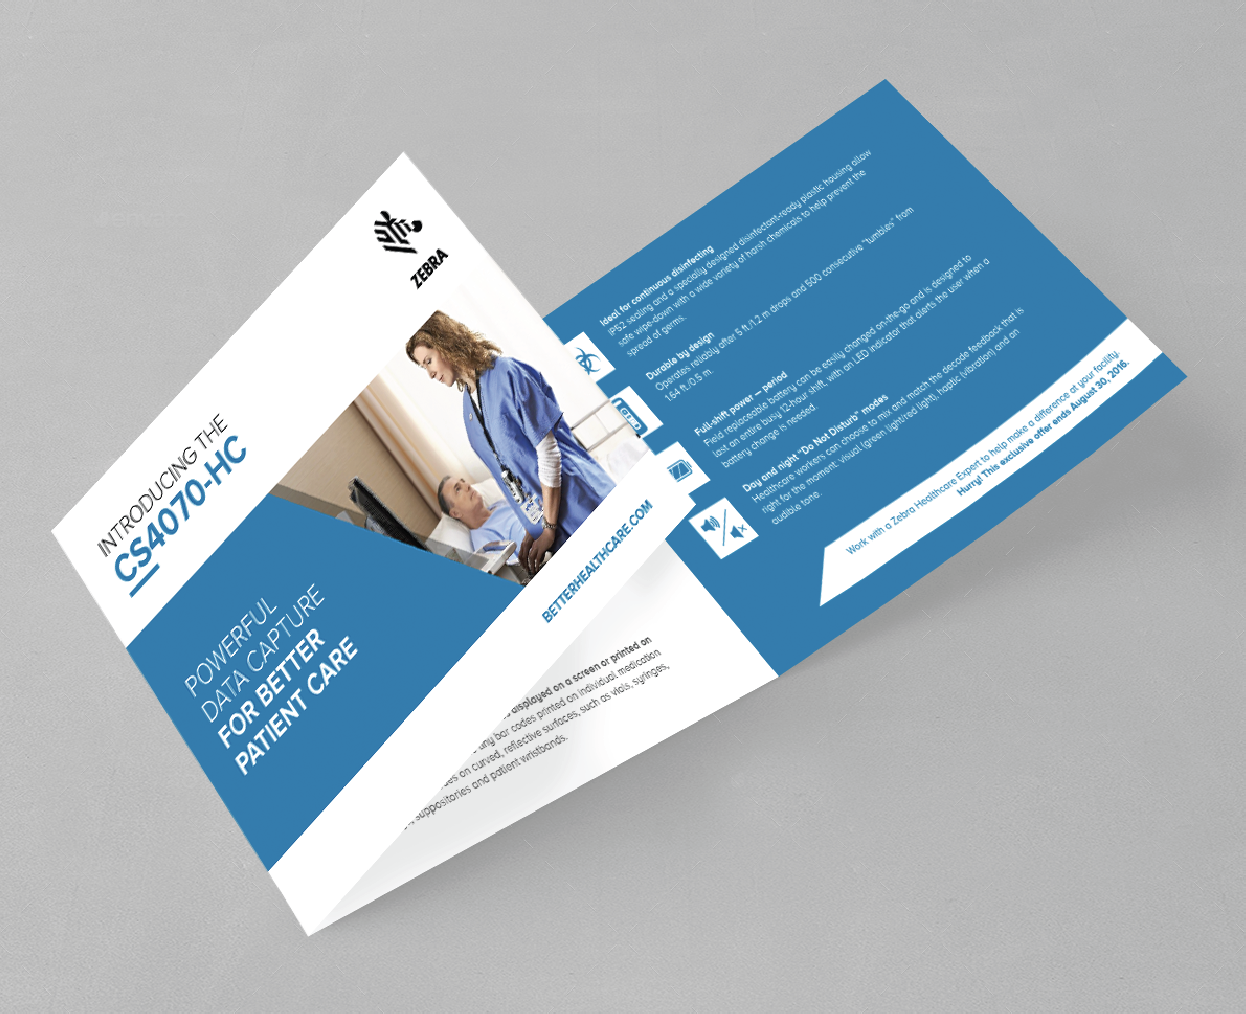 ZEBRA
INTRODUCING THE
CS4070-HC
POWERFUL
DATA CAPTURE
FOR BETTER
PATIENT CARE
BETTERHEALTHCARE.COM
displayed on a screen or printed on
any bar codes printed on individual medication
on curved, reflective surfaces, such as vials, syringes,
suppositories and patient wristbands.
Ideal for continuous disinfecting
IP52 sealing and a specially designed disinfectant-ready plastic housing allow
safe wipe-down with a wide variety of harsh chemicals to help prevent the
spread of germs.
Durable by design
Operates reliably after 5 ft./1.2 m drops and 500 consecutive "tumbles" from
1.64 ft./0.5 m.
Full-shift power — period
Field replaceable battery can be easily changed on-the-go and is designed to
last an entire busy 12-hour shift, with an LED indicator that alerts the user when a
battery change is needed.
Day and night "Do Not Disturb" modes
Healthcare workers can choose to mix and match the decode feedback that is
right for the moment: visual (green light/red light), haptic (vibration) and an
audible tone.
Work with a Zebra Healthcare Expert to help make a difference at your facility.
Hurry! This exclusive offer ends August 30, 2016.